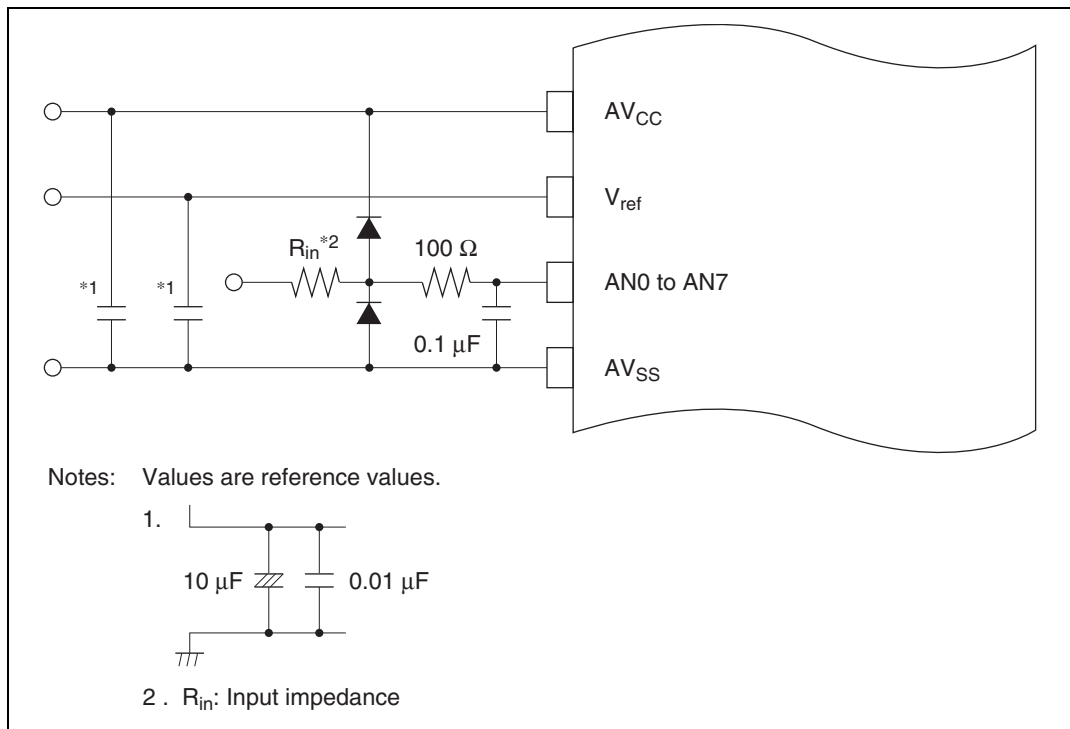 AVCC
Vref
Rin*2
100 Ω
*1
*1
AN0 to AN7
0.1 μF
AVSS
Notes: Values are reference values.
1.
10 μF
0.01 μF
2 . Rin: Input impedance